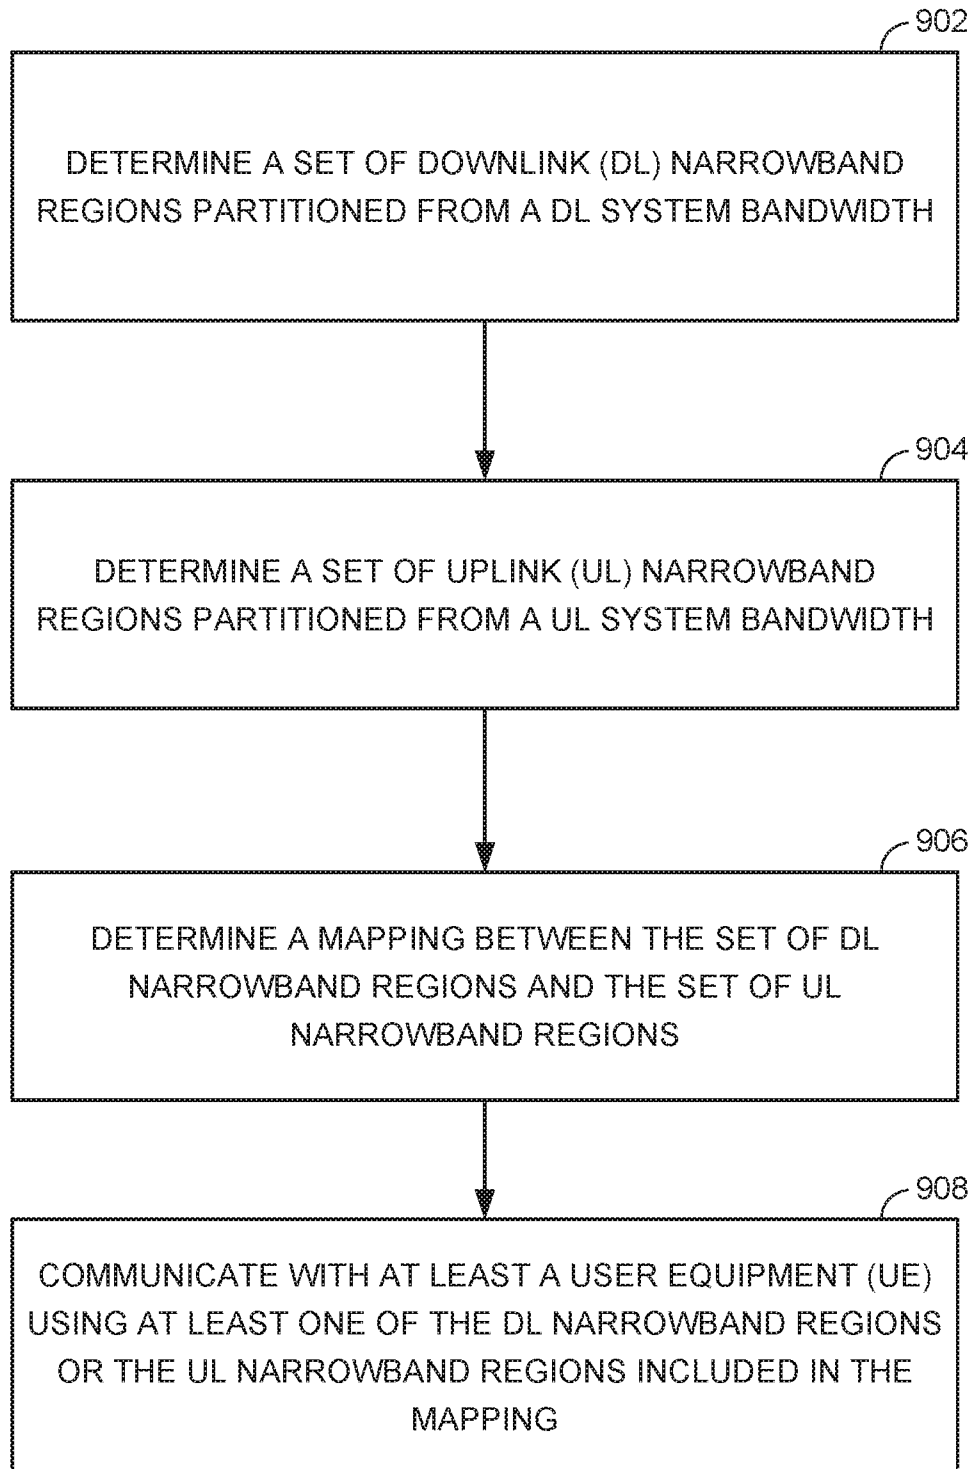 902
DETERMINE A SET OF DOWNLINK (DL) NARROWBAND
REGIONS PARTITIONED FROM A DL SYSTEM BANDWIDTH
904
DETERMINE A SET OF UPLINK (UL) NARROWBAND
REGIONS PARTITIONED FROM A UL SYSTEM BANDWIDTH
906
DETERMINE A MAPPING BETWEEN THE SET OF DL
NARROWBAND REGIONS AND THE SET OF UL
NARROWBAND REGIONS
908
COMMUNICATE WITH AT LEAST A USER EQUIPMENT (UE)
USING AT LEAST ONE OF THE DL NARROWBAND REGIONS
OR THE UL NARROWBAND REGIONS INCLUDED IN THE
MAPPING